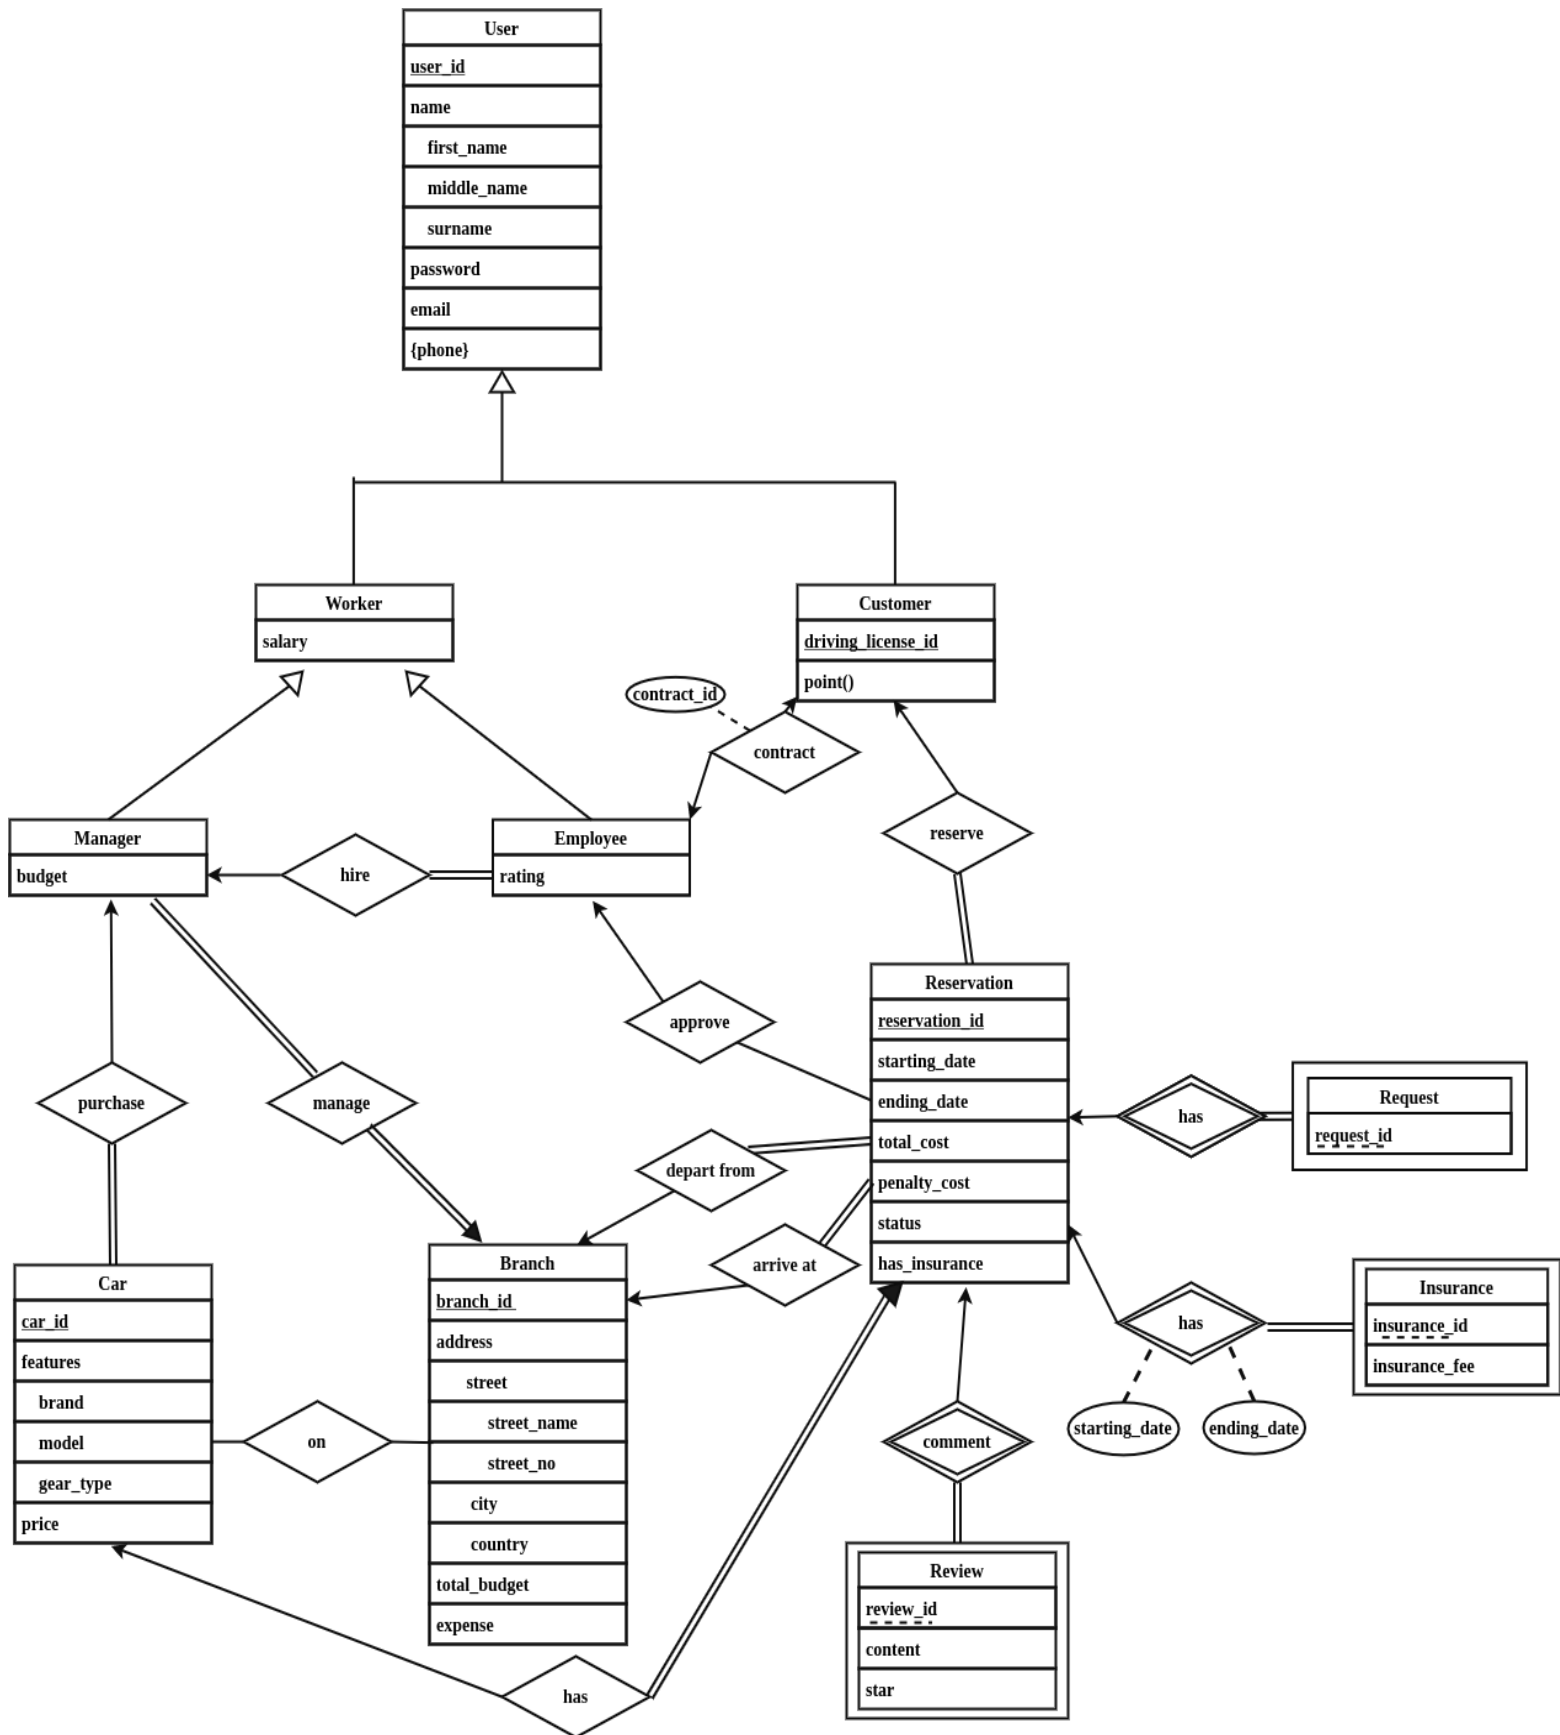 User
user_id
name
first_name
middle_name
surname
password
email
{phone}
Worker
salary
Customer
driving_license_id
point()
contract_id
contract
Manager
budget
hire
Employee
rating
reserve
approve
Reservation
reservation_id
starting_date
ending_date
total_cost
penalty_cost
status
has_insurance
has
Request
request_id
purchase
manage
depart from
arrive at
Car
car_id
features
brand
model
gear_type
price
on
Branch
branch_id
address
street
street_name
street_no
city
country
total_budget
expense
has
Insurance
insurance_id
insurance_fee
starting_date
ending_date
comment
Review
review_id
content
star
has